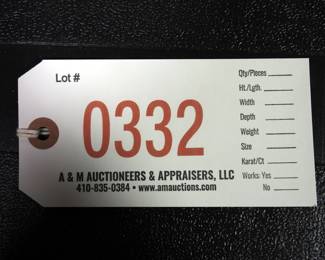 Lot #
0332
A & M AUCTIONEERS & APPRAISERS, LLC
410-835-0384 • www.amauctions.com
Qty/Pieces
Ht./Lgth.
Width
Depth
Weight
Size
Karat/Ct
Works: Yes
No